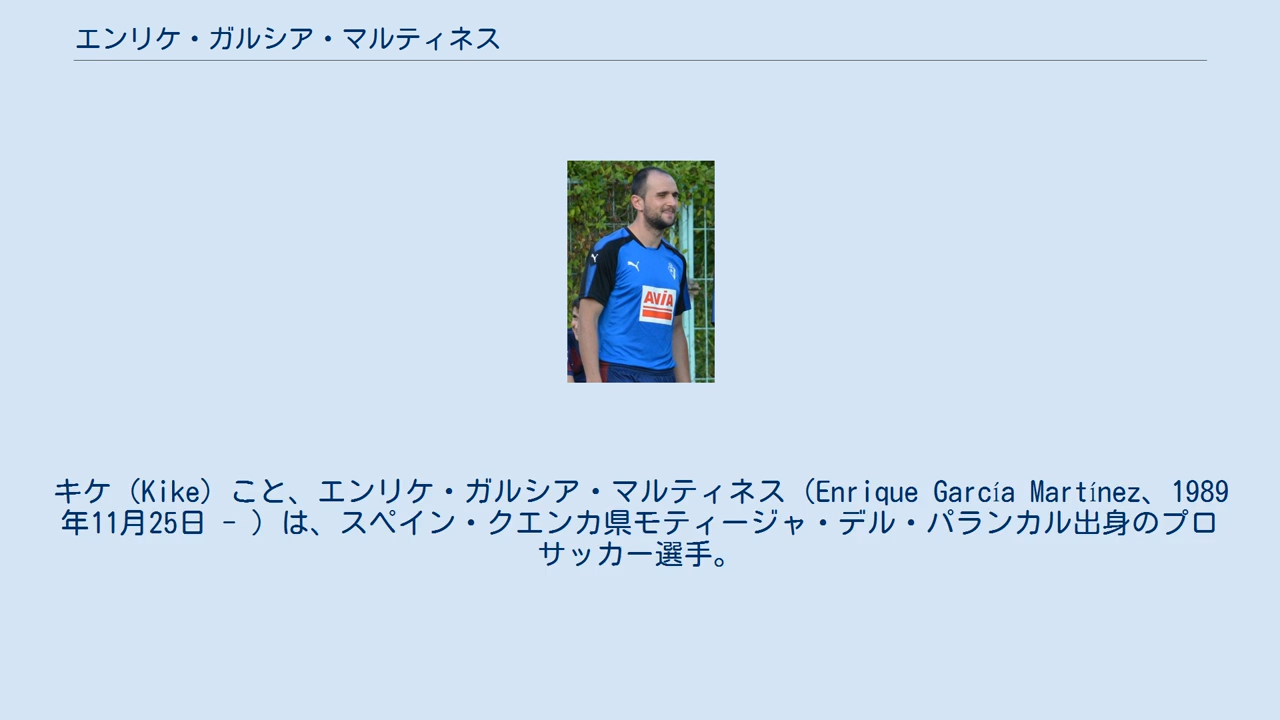 エンリケ・ガルシア・マルティネス
AVIA
キケ（Kike）こと、エンリケ・ガルシア・マルティネス（Enrique García Martínez、1989
年11月25日 - ）は、スペイン・クエンカ県モティージャ・デル・パランカル出身のプロ
サッカー選手。